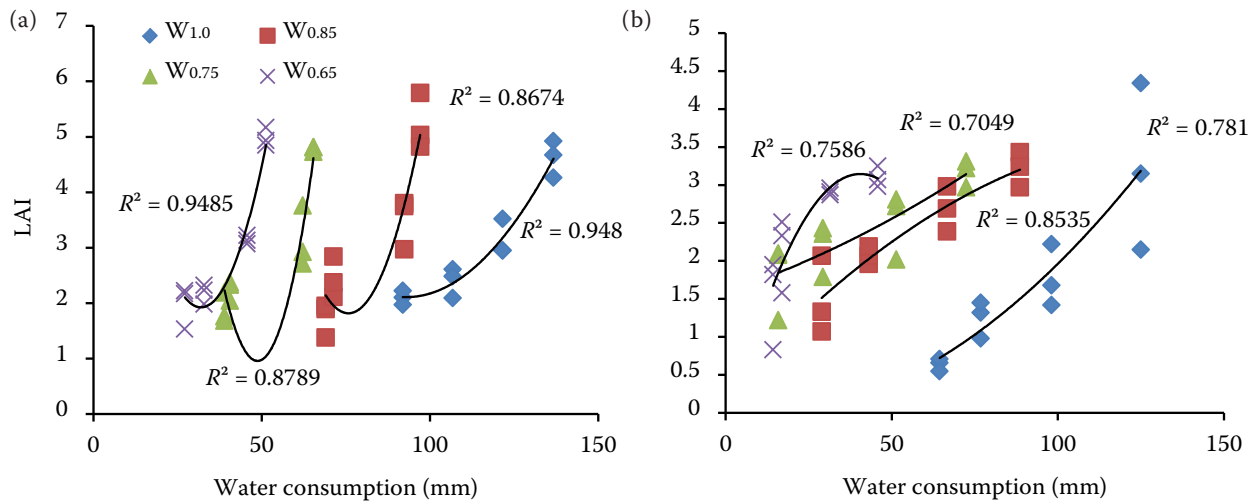 (a)
W1.0
W0.85
W0.75
W0.65
7
6
5
4
3
2
1
0
LAI
R² = 0.9485
R² = 0.8789
R² = 0.8674
R² = 0.948
0 50 100 150
Water consumption (mm)
(b)
5
4.5
4
3.5
3
2.5
2
1.5
1
0.5
0
R² = 0.7586
R² = 0.7049
R² = 0.781
R² = 0.8535
0 50 100 150
Water consumption (mm)